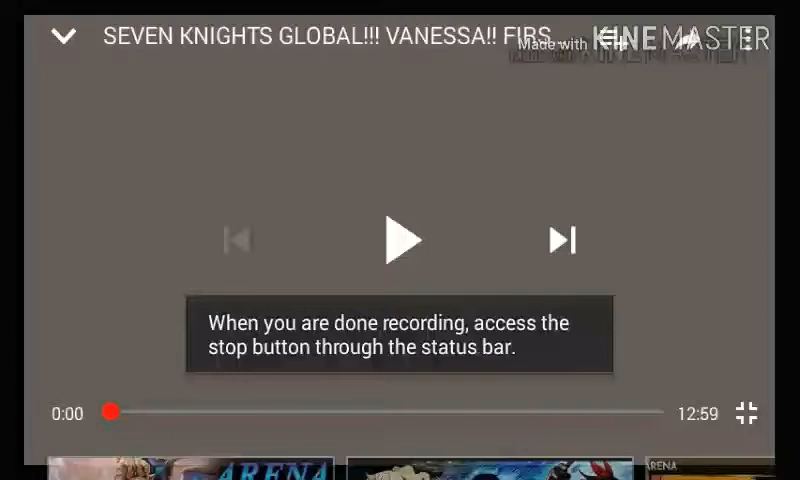 SEVEN KNIGHTS GLOBAL!!! VANESSA!! FIRS
Made with KINEMASTER
When you are done recording, access the
stop button through the status bar.
0:00
12:59
ARENA
ARENA